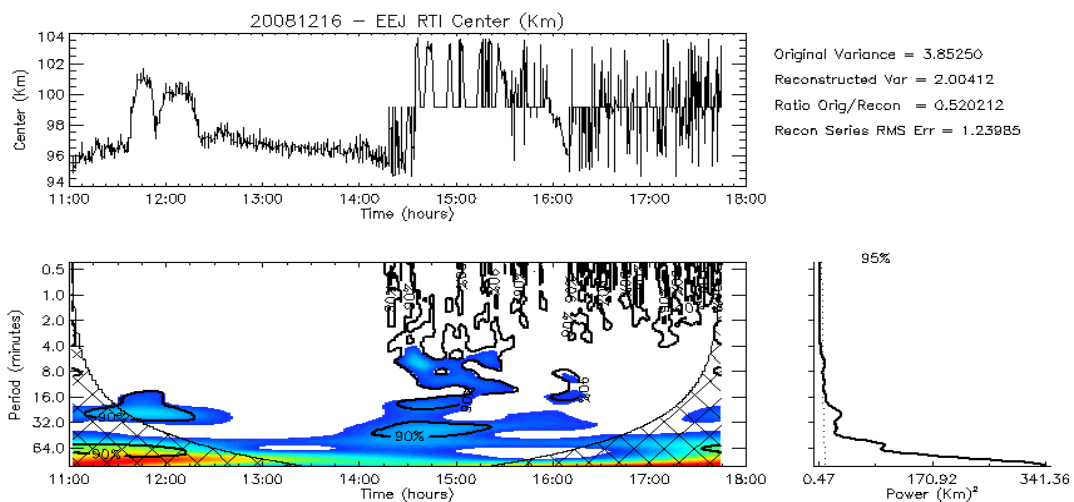 20081216 - EEJ RTI Center (Km)
104
102
100
98
96
94
Center (Km)
11:00 12:00 13:00 14:00 15:00 16:00 17:00 18:00
Time (hours)
Original Variance = 3.85250
Reconstructed Var = 2.00412
Ratio Orig/Recon = 0.520212
Recon Series RMS Err = 1.23985
0.5
1.0
2.0
4.0
8.0
16.0
32.0
64.0
Period (minutes)
90%
90%
90%
90%
90%
11:00 12:00 13:00 14:00 15:00 16:00 17:00 18:00
Time (hours)
95%
0.47 170.92 341.36
Power (Km)²